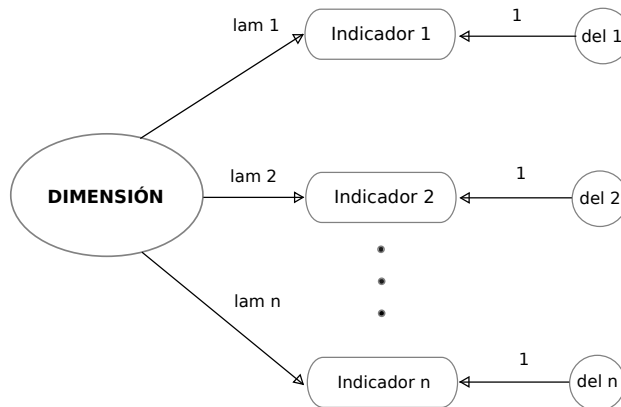 lam 1
Indicador 1
1
del 1
DIMENSIÓN
lam 2
Indicador 2
1
del 2
lam n
Indicador n
1
del n